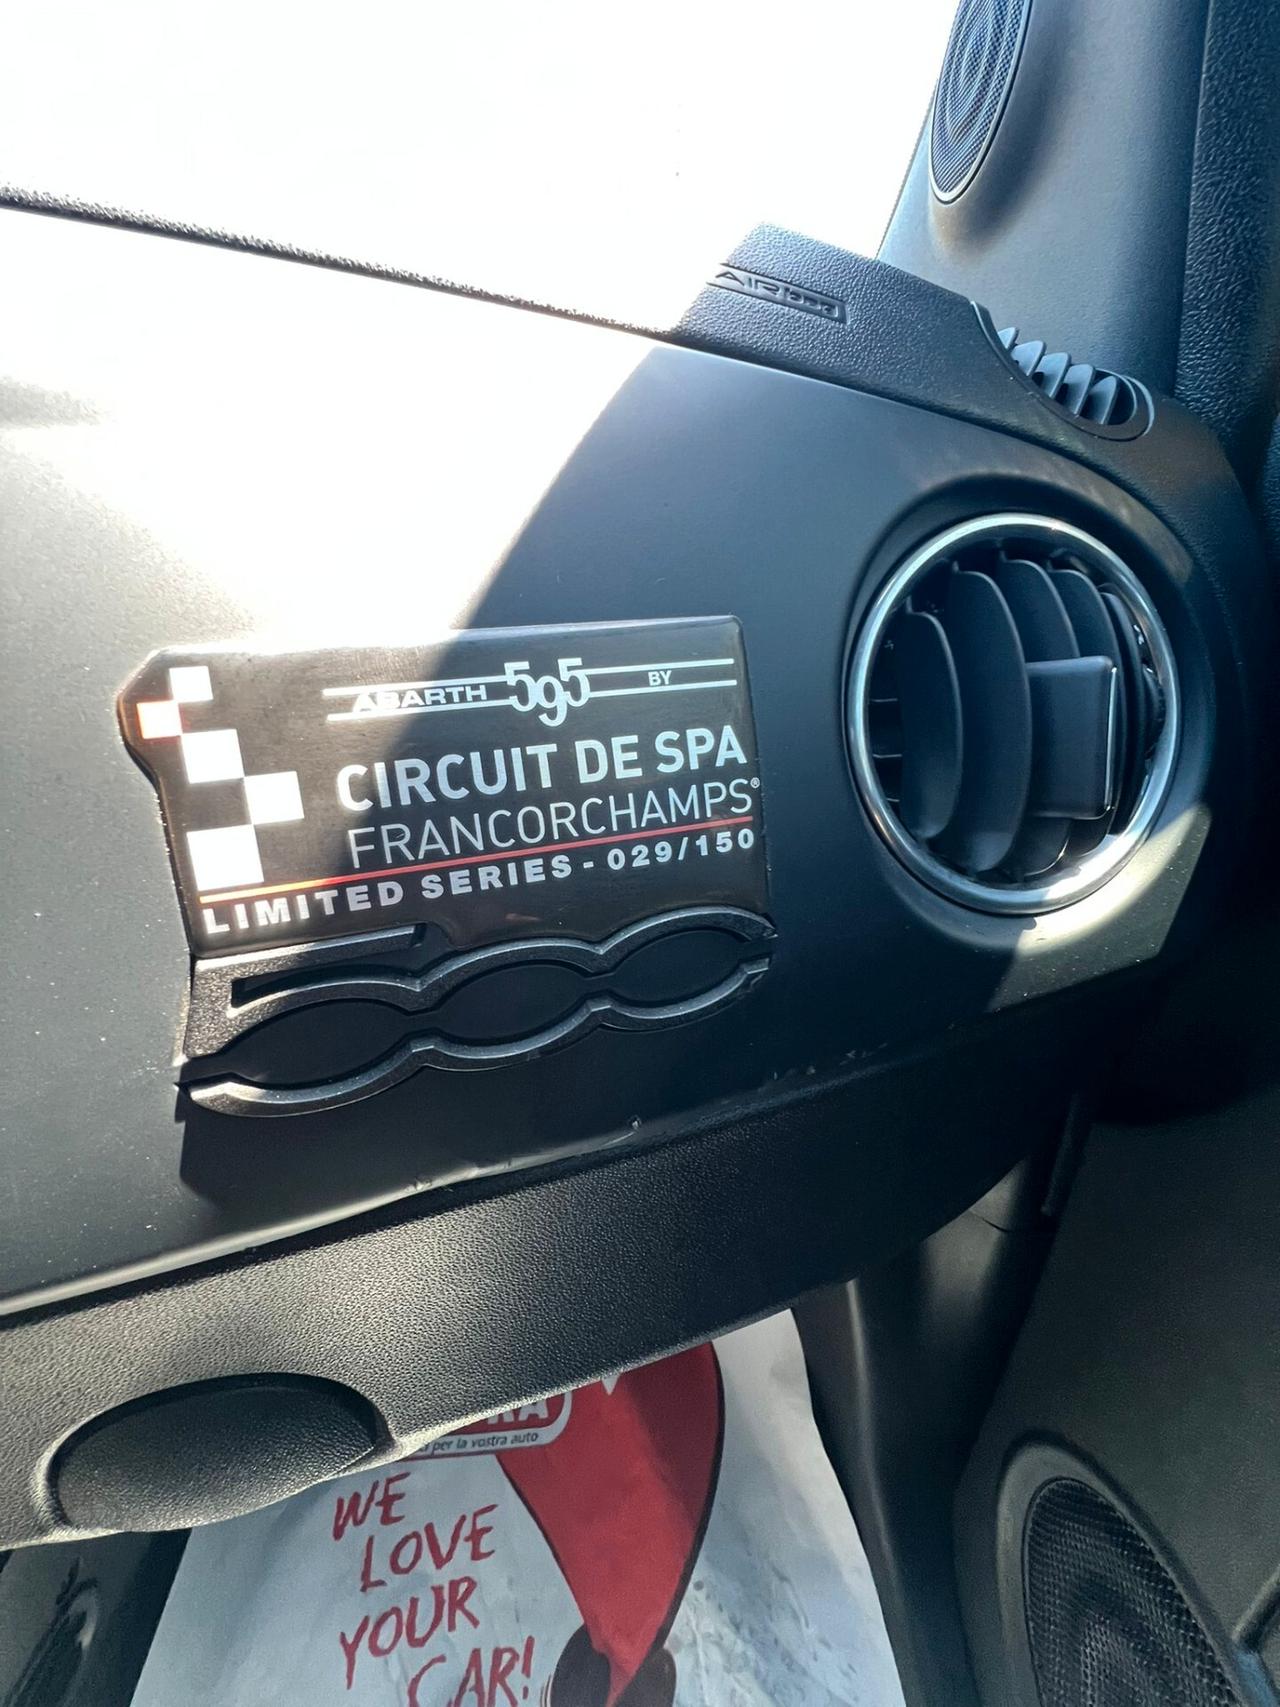 AIRbag
ABARTH 595 BY
CIRCUIT DE SPA
FRANCORCHAMPS®
LIMITED SERIES - 029/150
500
per la vostra auto
WE
LOVE
YOUR
CAR!